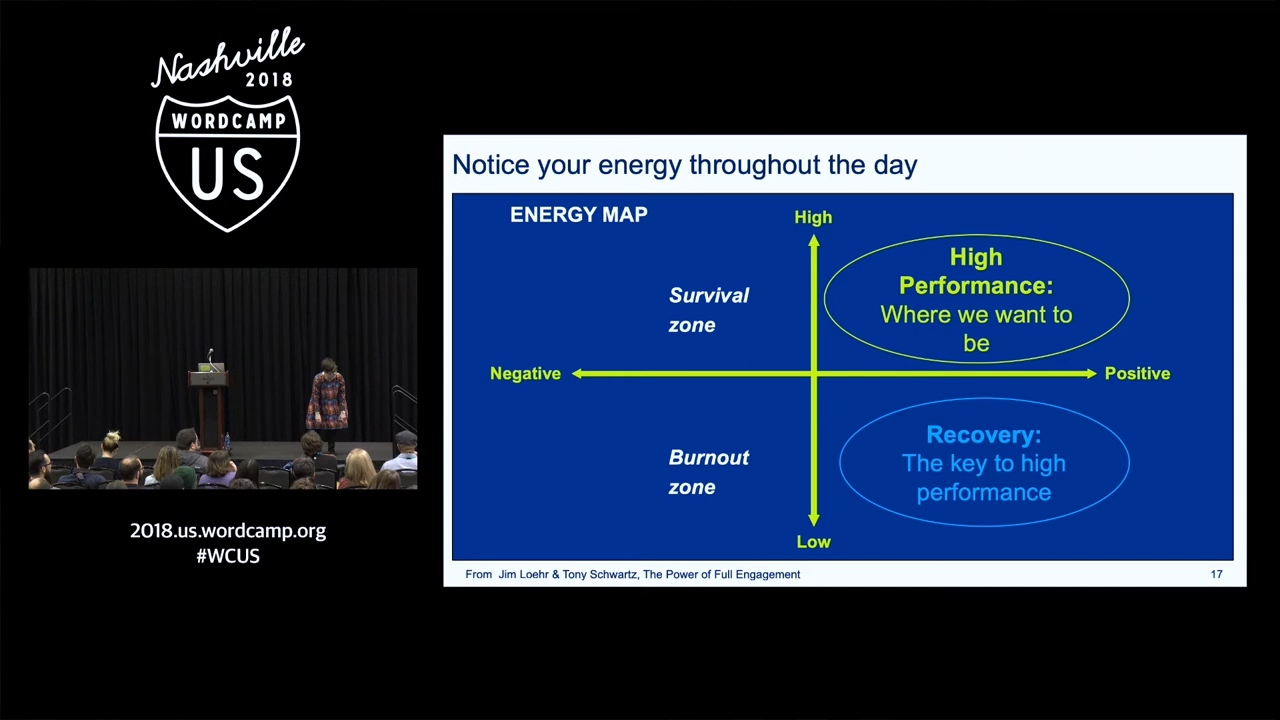 Nashville
2018
WORDCAMP
US
2018.us.wordcamp.org
#WCUS
Notice your energy throughout the day
ENERGY MAP
High
Survival
zone
High
Performance:
Where we want to
be
Negative
Positive
Burnout
zone
Recovery:
The key to high
performance
Low
From Jim Loehr & Tony Schwartz, The Power of Full Engagement
17